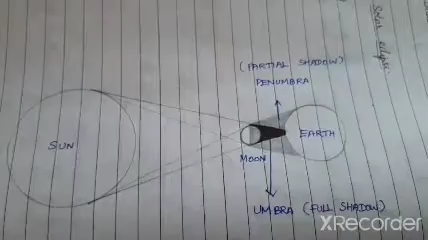 Solar eclipse
(PARTIAL SHADOW)
PENUMBRA
SUN
EARTH
MOON
UMBRA (FULL SHADOW)
XRecorder